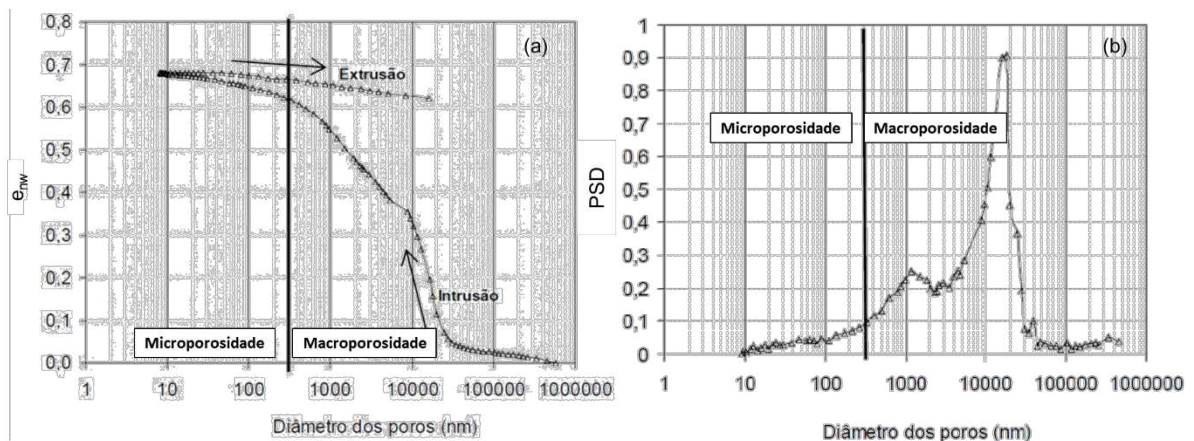 (a)
0,8
0,7
0,6
0,5
0,4
0,3
0,2
0,1
0,0
e_nw
Extrusão
Intrusão
Microporosidade
Macroporosidade
1 10 100 1000 10000 100000 1000000
Diâmetro dos poros (nm)
(b)
1
0,9
0,8
0,7
0,6
0,5
0,4
0,3
0,2
0,1
0
PSD
Microporosidade
Macroporosidade
1 10 100 1000 10000 100000 1000000
Diâmetro dos poros (nm)